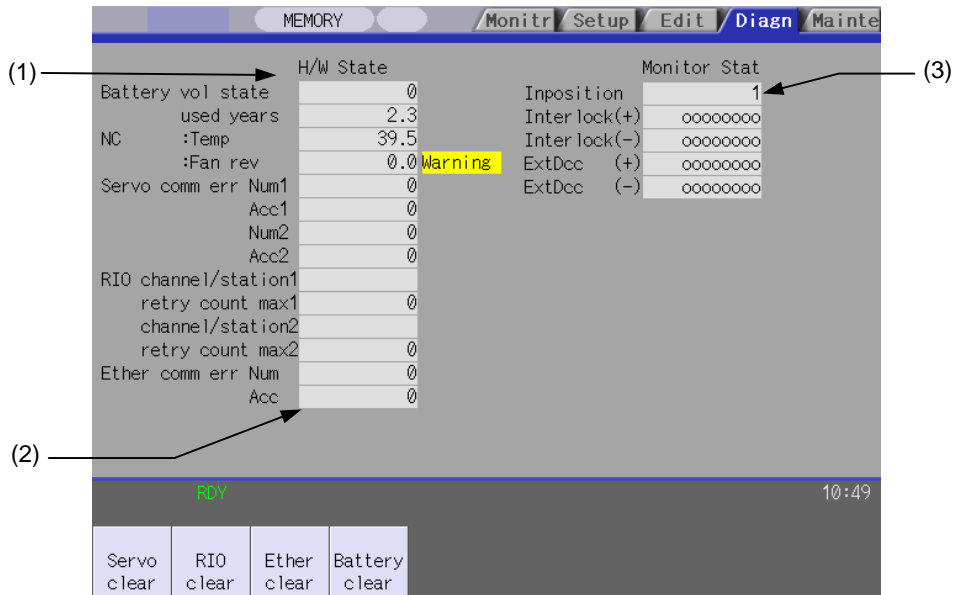 MEMORY Monitr Setup Edit Diagn Mainte
(1) H/W State Monitor Stat (3)
Battery vol state 0 Inposition 1
used years 2.3 Interlock(+) oooooooo
NC :Temp 39.5 Interlock(-) oooooooo
:Fan rev 0.0 Warning ExtDcc (+) oooooooo
Servo comm err Num1 0 ExtDcc (-) oooooooo
Acc1 0
Num2 0
Acc2 0
RIO channel/station1
retry count max1 0
channel/station2
retry count max2 0
Ether comm err Num 0
Acc 0
(2)
RDY 10:49
Servo clear RIO clear Ether clear Battery clear